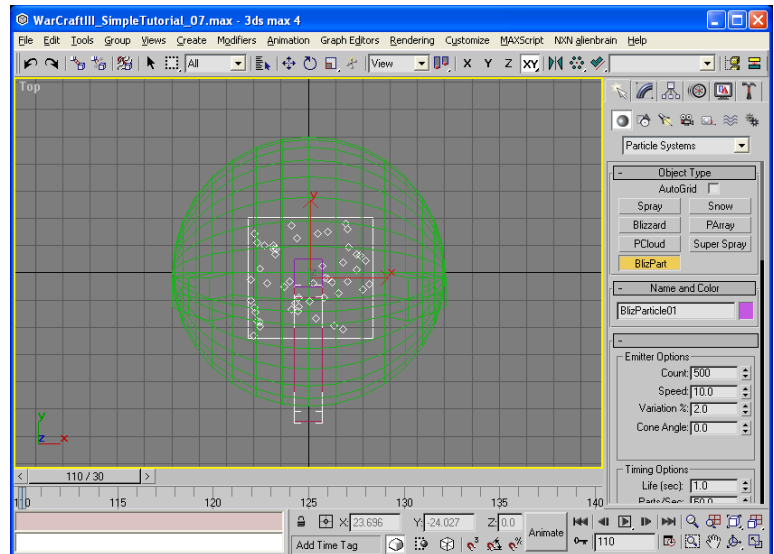 WarCraftIII_SimpleTutorial_07.max - 3ds max 4
File Edit Tools Group Views Create Modifiers Animation Graph Editors Rendering Customize MAXScript NXN alienbrain Help
All View X Y Z XY
Top
y
x
y
z x
Particle Systems
- Object Type
AutoGrid
Spray Snow
Blizzard PArray
PCloud Super Spray
BlizPart
- Name and Color
BlizParticle01
-
Emitter Options
Count: 500
Speed: 10.0
Variation %: 2.0
Cone Angle: 0.0
Timing Options
Life (sec): 1.0
Parts/Sec: 60.0
< 110 / 30 >
110 115 120 125 130 135 140
X: 23.696 Y: -24.027 Z: 0.0
Animate
Add Time Tag
110